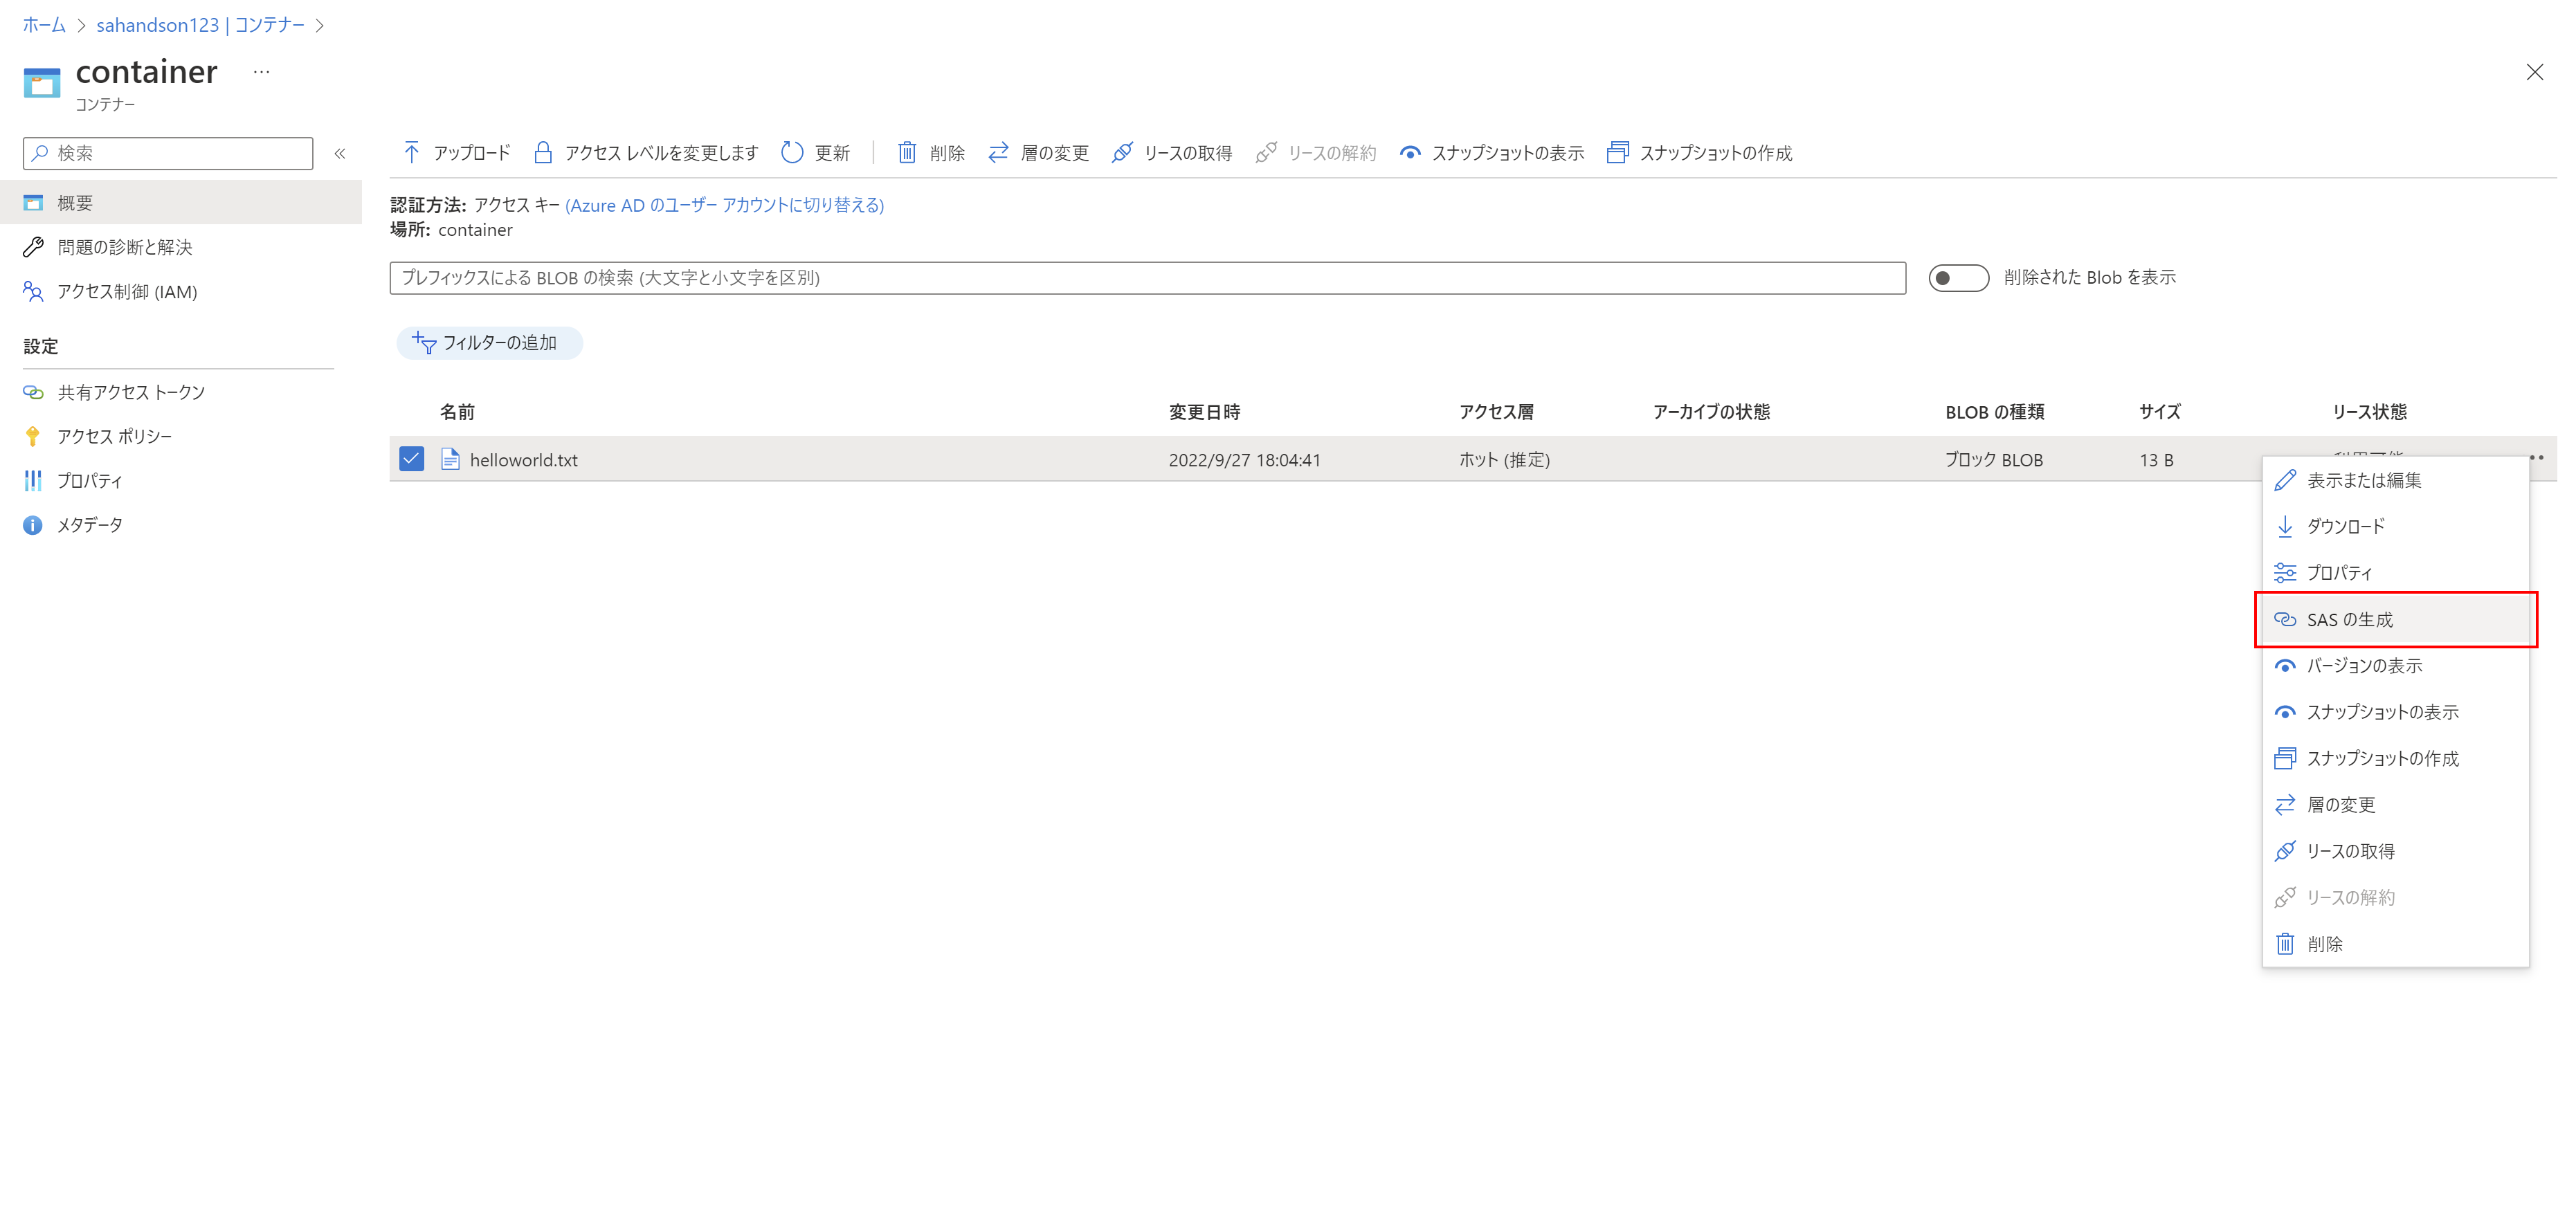 ホーム > sahandson123 | コンテナー >
container ...
コンテナー
検索 «
アップロード アクセス レベルを変更します 更新 削除 層の変更 リースの取得 リースの解約 スナップショットの表示 スナップショットの作成
概要
問題の診断と解決
アクセス制御 (IAM)
設定
共有アクセス トークン
アクセス ポリシー
プロパティ
メタデータ
認証方法: アクセス キー (Azure AD のユーザー アカウントに切り替える)
場所: container
プレフィックスによる BLOB の検索 (大文字と小文字を区別)
削除された Blob を表示
フィルターの追加
名前 変更日時 アクセス層 アーカイブの状態 BLOB の種類 サイズ リース状態
helloworld.txt 2022/9/27 18:04:41 ホット (推定) ブロック BLOB 13 B
表示または編集
ダウンロード
プロパティ
SAS の生成
バージョンの表示
スナップショットの表示
スナップショットの作成
層の変更
リースの取得
リースの解約
削除